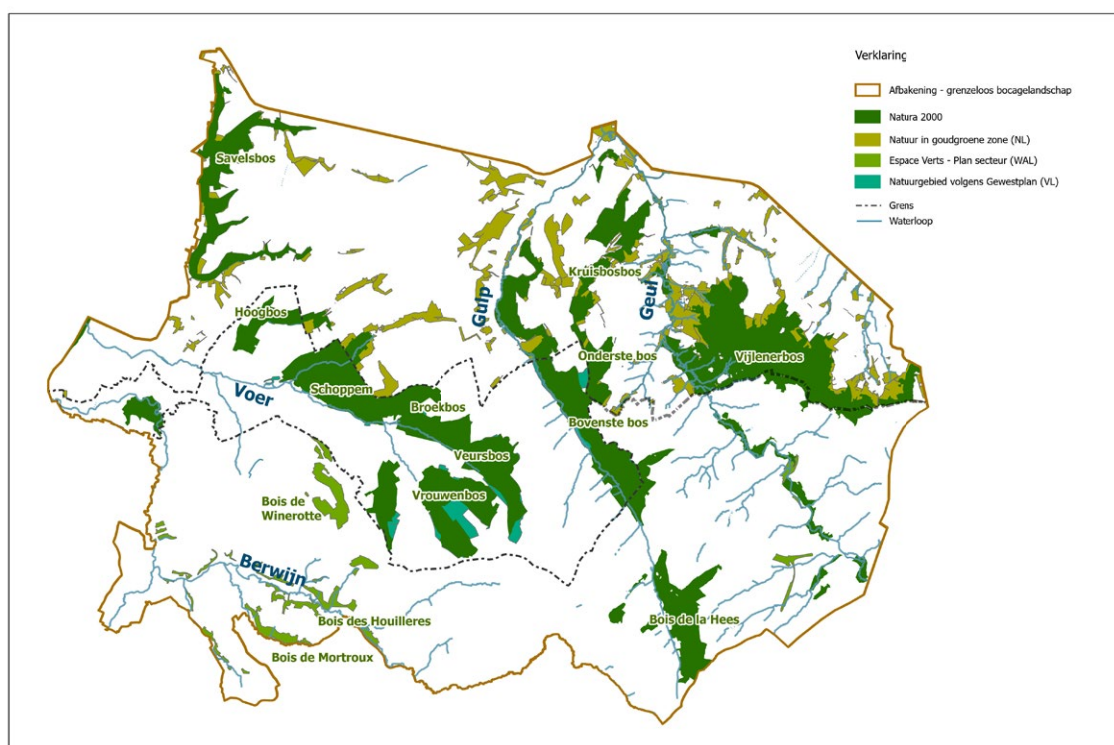 Verklaring
Afbakening - grenzeloos bocagelandschap
Natura 2000
Natuur in goudgroene zone (NL)
Espace Verts - Plan secteur (WAL)
Natuurgebied volgens Gewestplan (VL)
Grens
Waterloop
Savelsbos
Kruisbosbos
Gulp
Geul
Hoogbos
Onderste bos
Vijlenerbos
Schoppem
Voer
Broekbos
Bovenste bos
Veursbos
Vrouwenbos
Bois de
Winerotte
Berwijn
Bois des Houilleres
Bois de la Hees
Bois de Mortroux